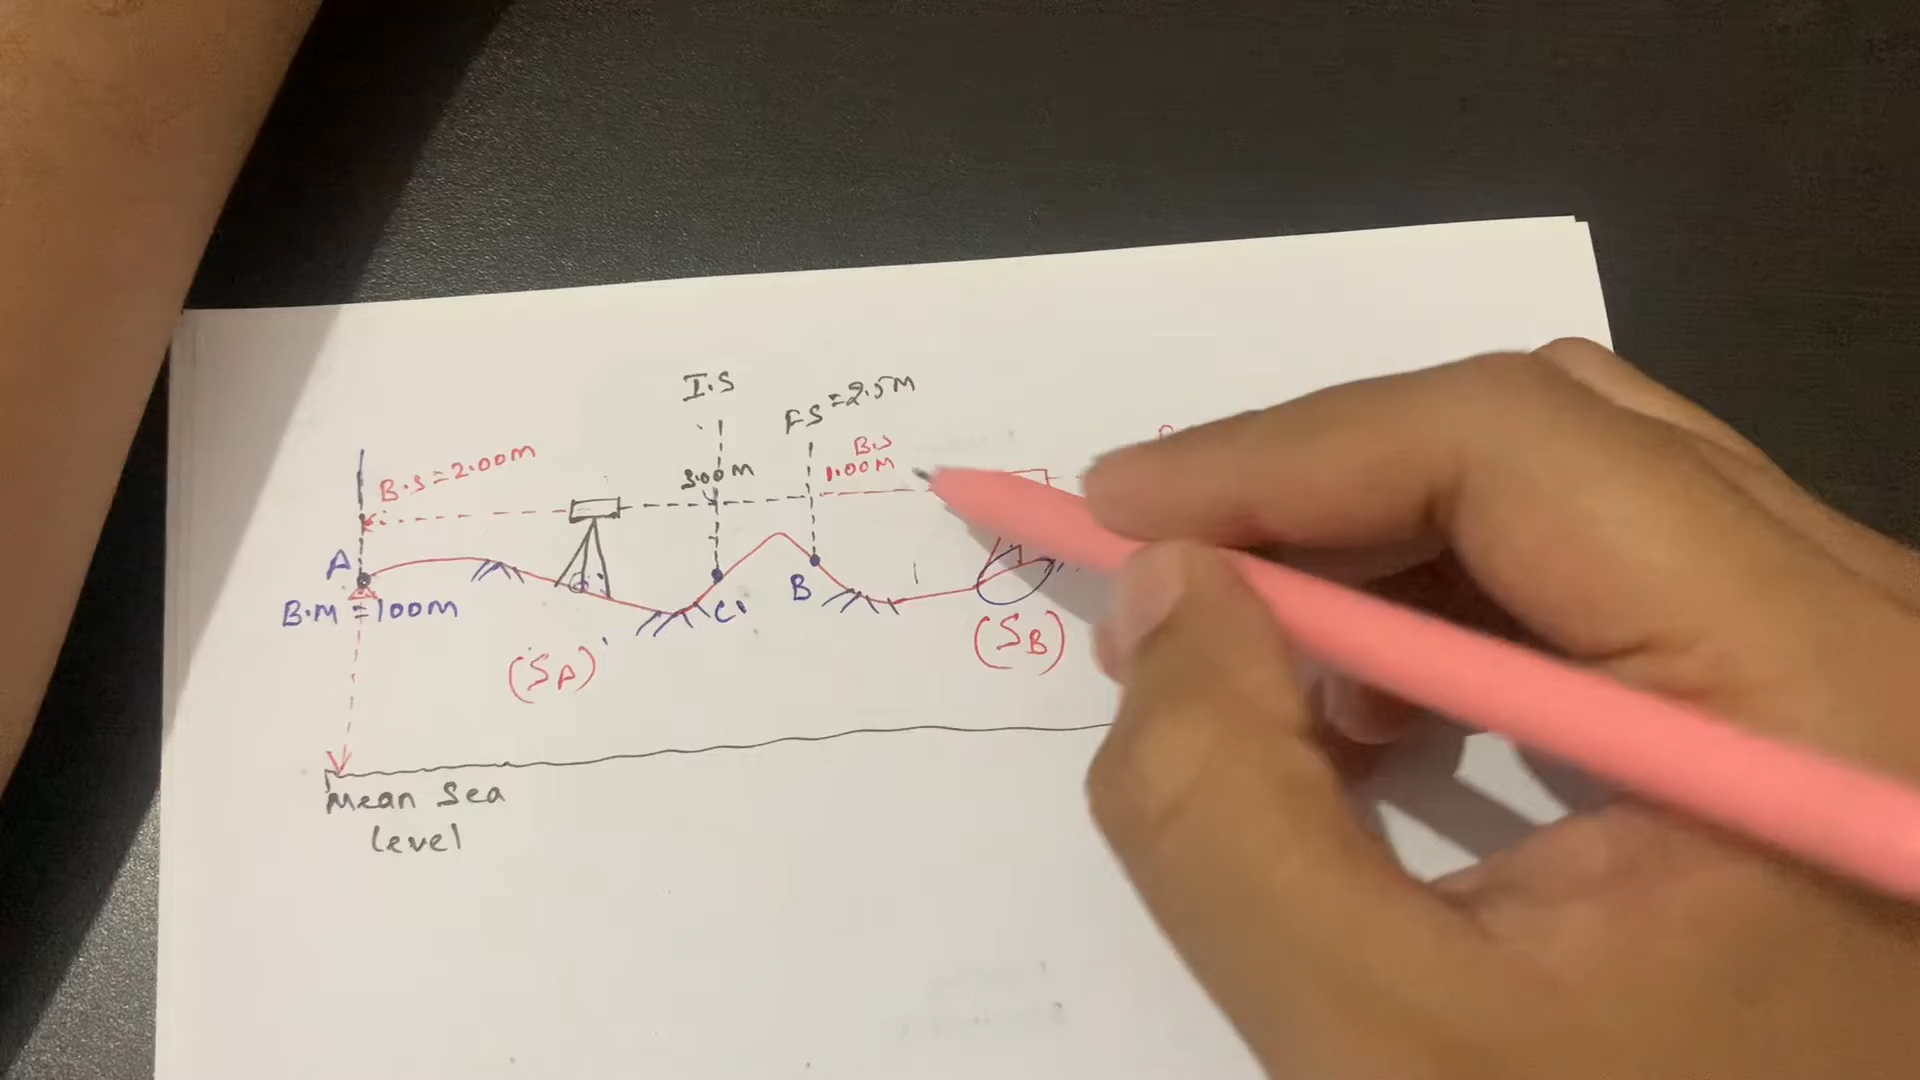 I.S
FS=2.5M
B.S=2.00M
3.00M
BS
1.00M
A
B.M=100M
C
B
(SA)
(SB)
Mean Sea
level